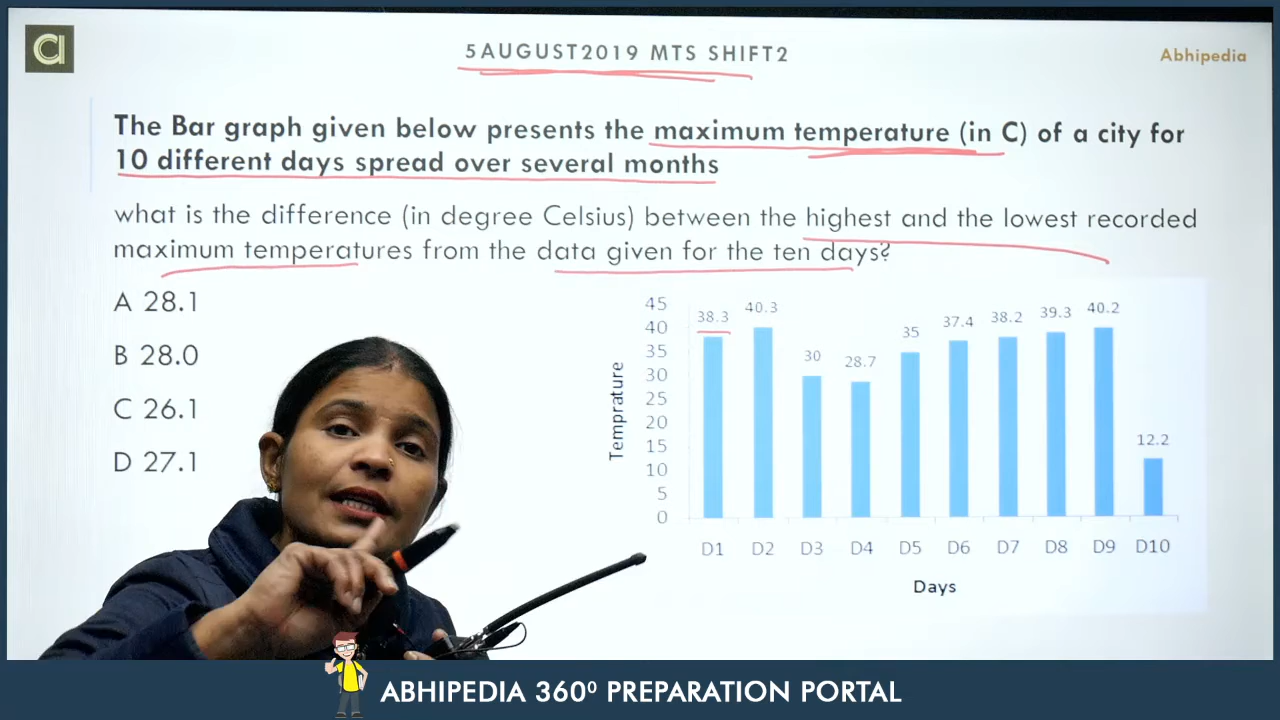 5AUGUST2019 MTS SHIFT2
Abhipedia
The Bar graph given below presents the maximum temperature (in C) of a city for
10 different days spread over several months
what is the difference (in degree Celsius) between the highest and the lowest recorded
maximum temperatures from the data given for the ten days?
A 28.1
B 28.0
C 26.1
D 27.1
Temprature
45
40
35
30
25
20
15
10
5
0
38.3
40.3
30
28.7
35
37.4
38.2
39.3
40.2
12.2
D1 D2 D3 D4 D5 D6 D7 D8 D9 D10
Days
ABHIPEDIA 360⁰ PREPARATION PORTAL